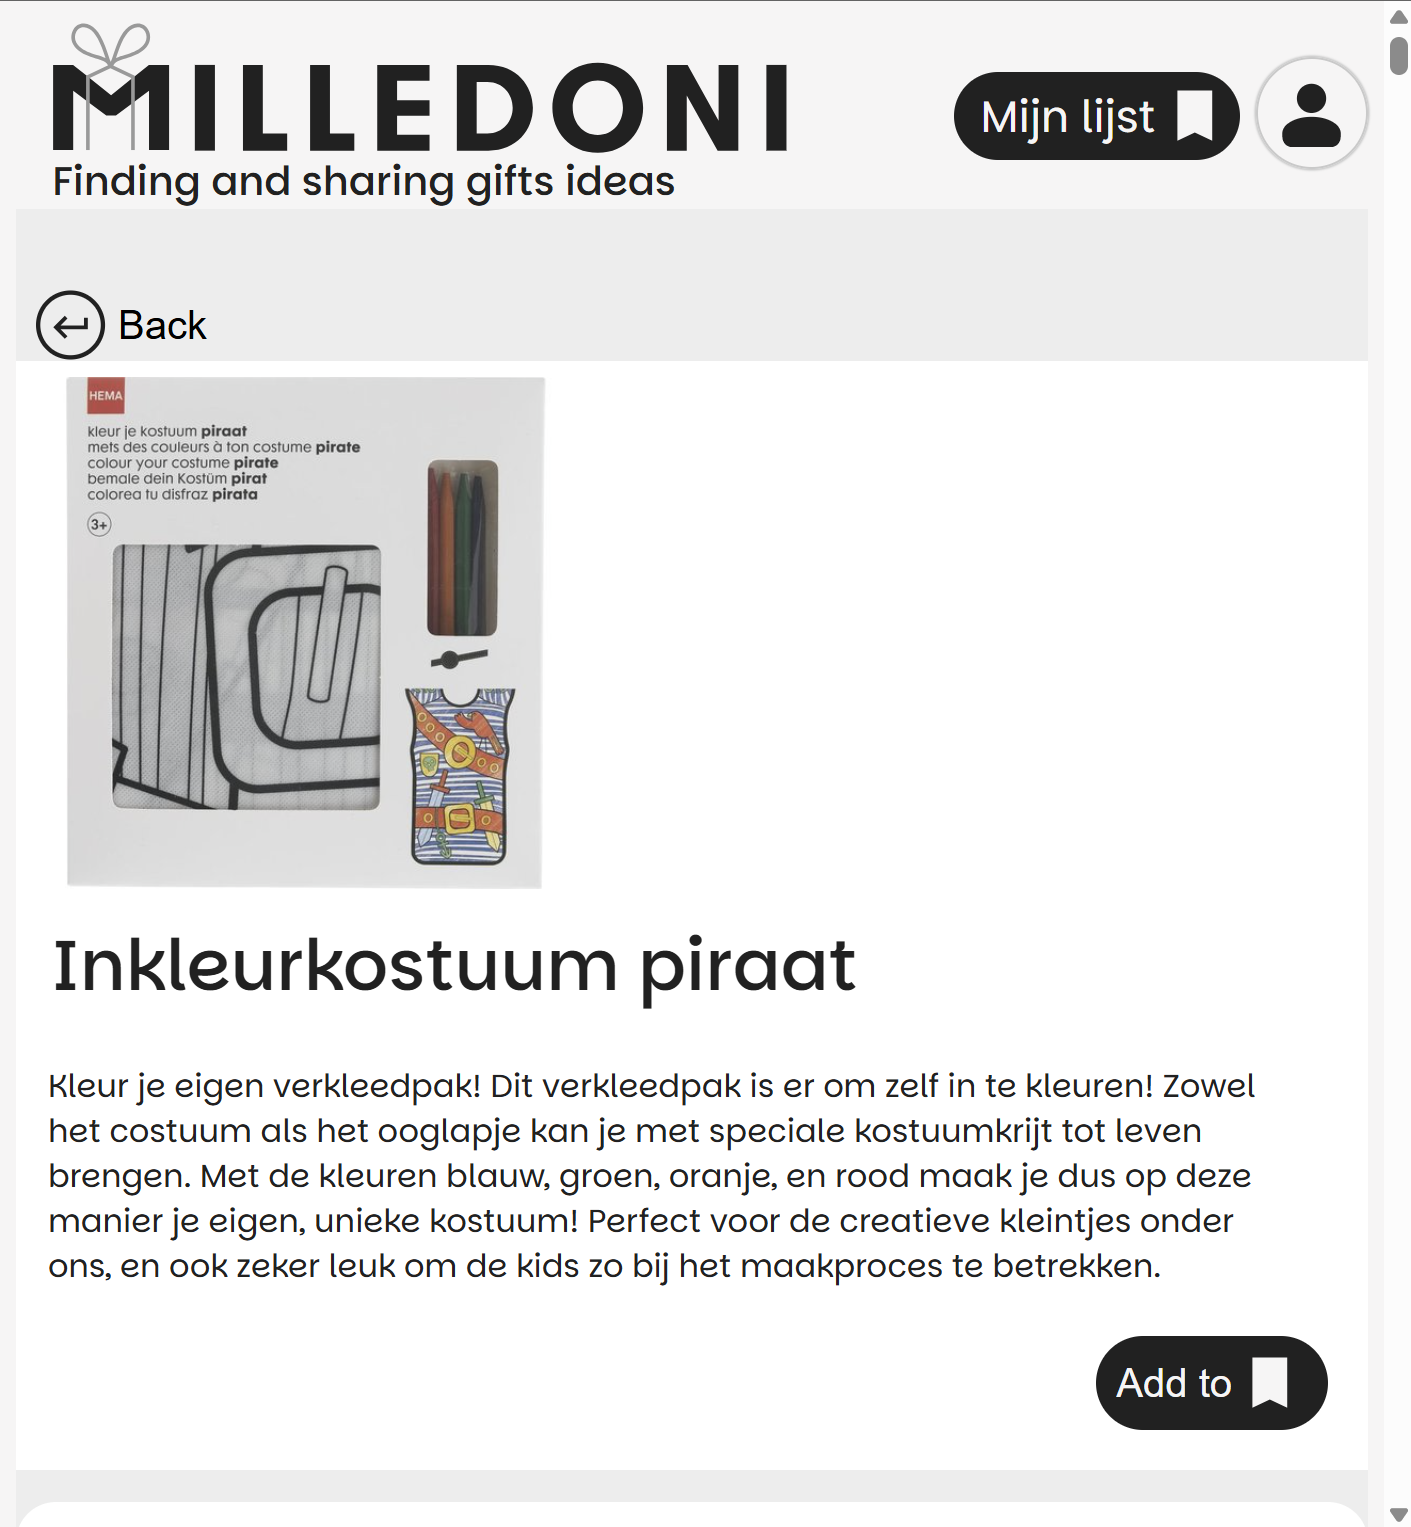 MILLEDONI
Finding and sharing gifts ideas
Mijn lijst
Back
HEMA
kleur je kostuum piraat
mets des couleurs à ton costume pirate
colour your costume pirate
bemale dein Kostüm pirat
colorea tu disfraz pirata
3+
Inkleurkostuum piraat
Kleur je eigen verkleedpak! Dit verkleedpak is er om zelf in te kleuren! Zowel
het costuum als het ooglapje kan je met speciale kostuumkrijt tot leven
brengen. Met de kleuren blauw, groen, oranje, en rood maak je dus op deze
manier je eigen, unieke kostuum! Perfect voor de creatieve kleintjes onder
ons, en ook zeker leuk om de kids zo bij het maakproces te betrekken.
Add to